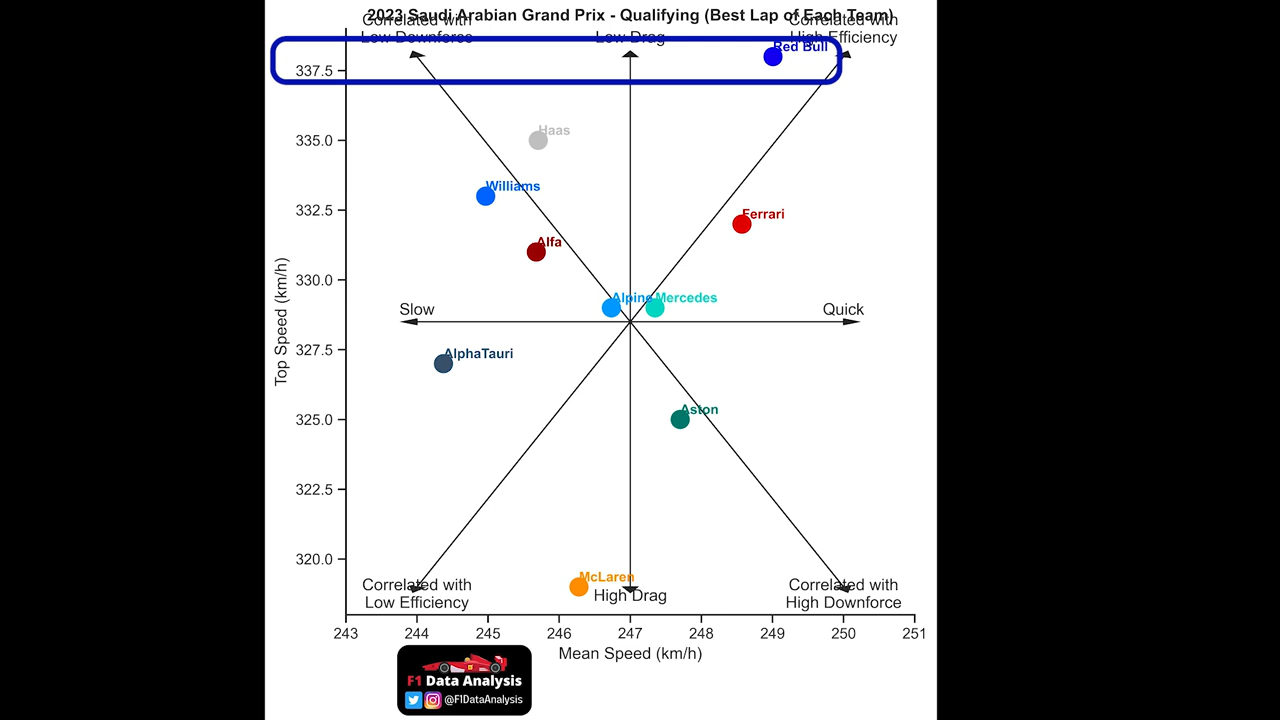 2023 Saudi Arabian Grand Prix - Qualifying (Best Lap of Each Team)
Correlated with
Low Downforce
Low Drag
Correlated with
High Efficiency
Red Bull
337.5
Haas
335.0
Williams
332.5
Ferrari
Alfa
330.0
Alpine
Mercedes
Slow
Quick
327.5
AlphaTauri
325.0
Aston
322.5
320.0
McLaren
Correlated with
Low Efficiency
High Drag
Correlated with
High Downforce
Top Speed (km/h)
243 244 245 246 247 248 249 250 251
Mean Speed (km/h)
F1 Data Analysis
@F1DataAnalysis